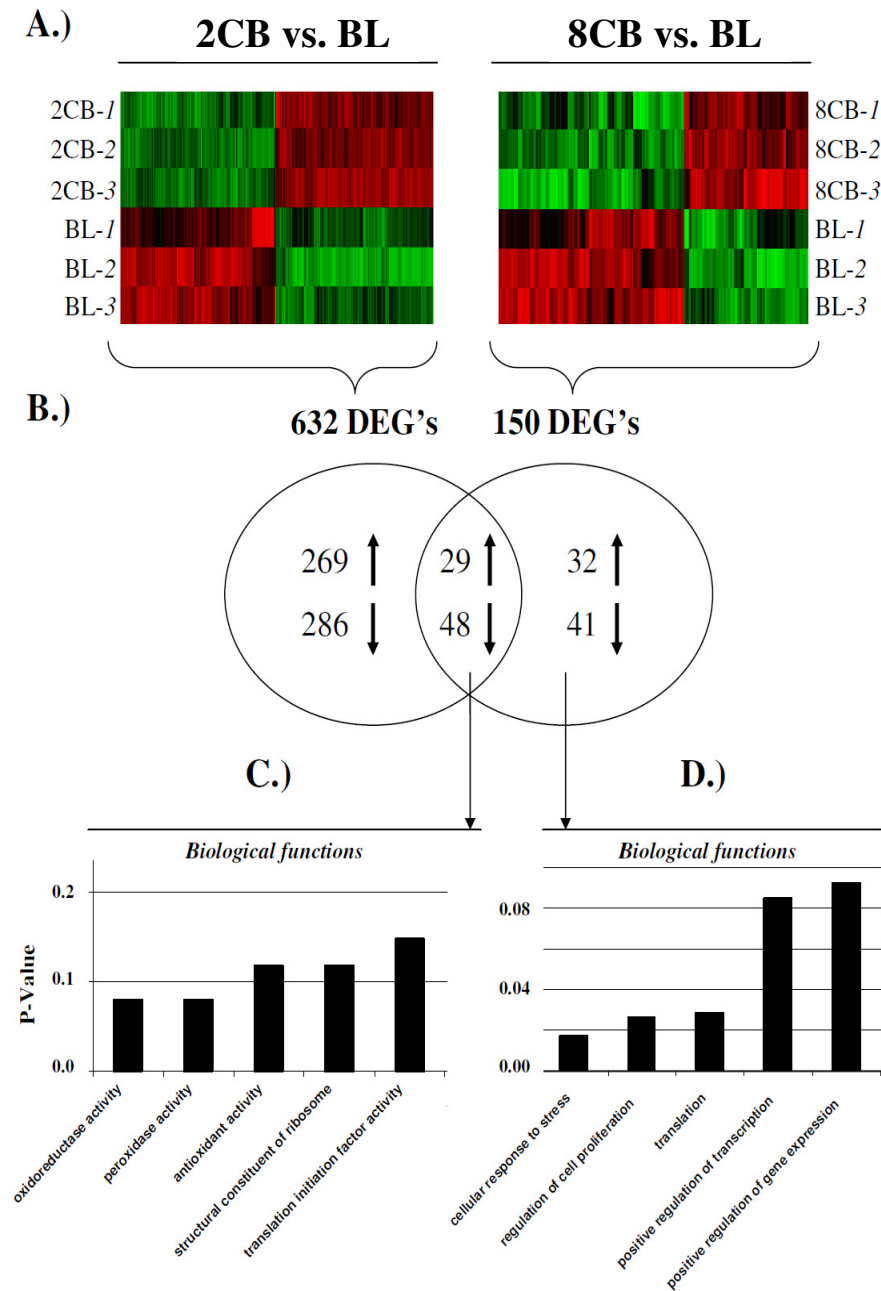 A.)
2CB vs. BL
8CB vs. BL
2CB-1
2CB-2
2CB-3
BL-1
BL-2
BL-3
8CB-1
8CB-2
8CB-3
BL-1
BL-2
BL-3
B.)
632 DEG's
150 DEG's
269
29
32
286
48
41
C.)
D.)
Biological functions
P-Value
0.2
0.1
0.0
oxidoreductase activity
peroxidase activity
antioxidant activity
structural constituent of ribosome
translation initiation factor activity
Biological functions
0.08
0.04
0.00
cellular response to stress
regulation of cell proliferation
translation
positive regulation of transcription
positive regulation of gene expression